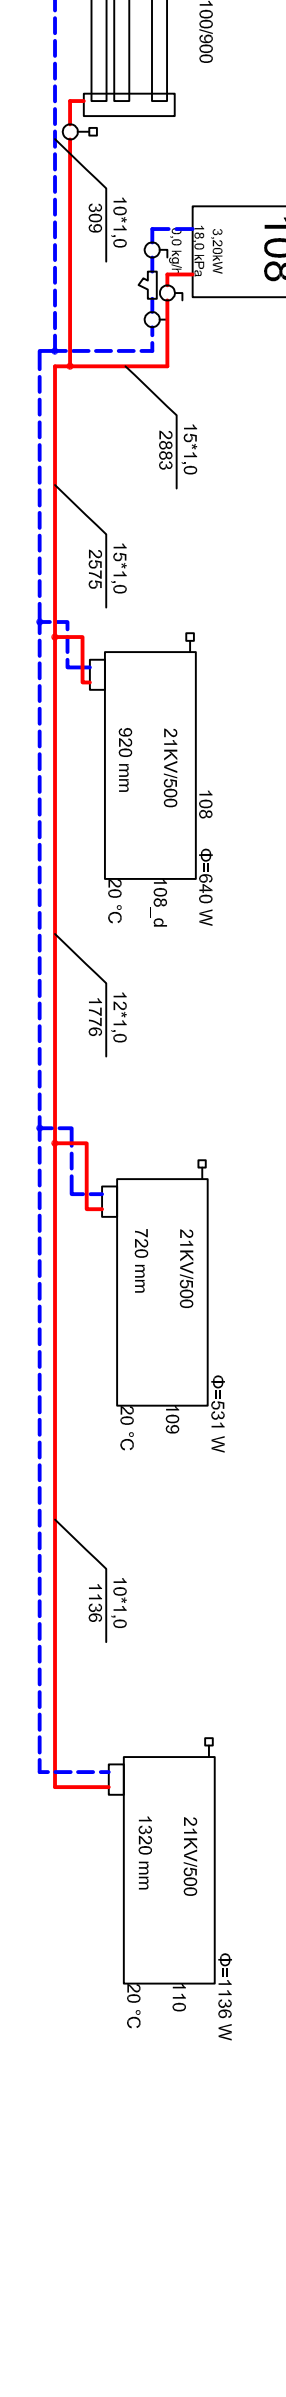 100/900
10*1,0
309
108
3,20kW
18,0 kPa
0,0 kg/h
15*1,0
2883
15*1,0
2575
108
Φ=640 W
21KV/500
108_d
920 mm
20 °C
12*1,0
1776
Φ=531 W
21KV/500
109
720 mm
20 °C
10*1,0
1136
Φ=1136 W
21KV/500
110
1320 mm
20 °C